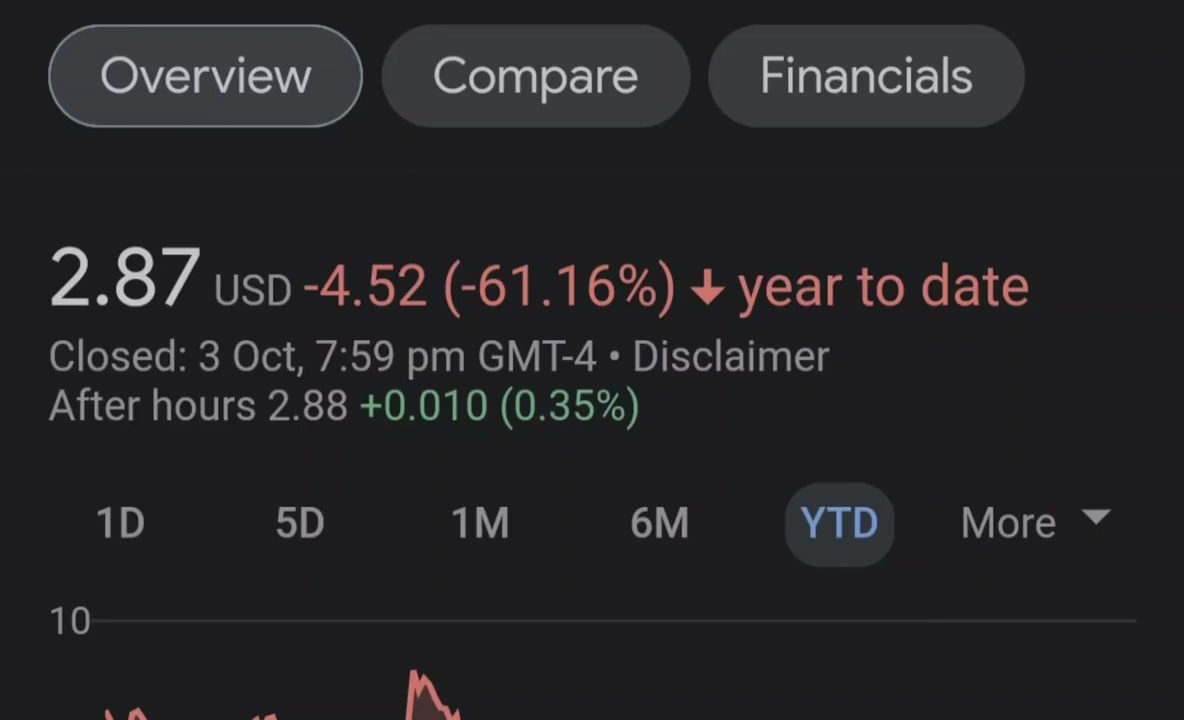 Overview Compare Financials
2.87 USD -4.52 (-61.16%) ↓ year to date
Closed: 3 Oct, 7:59 pm GMT-4 • Disclaimer
After hours 2.88 +0.010 (0.35%)
1D 5D 1M 6M YTD More
10